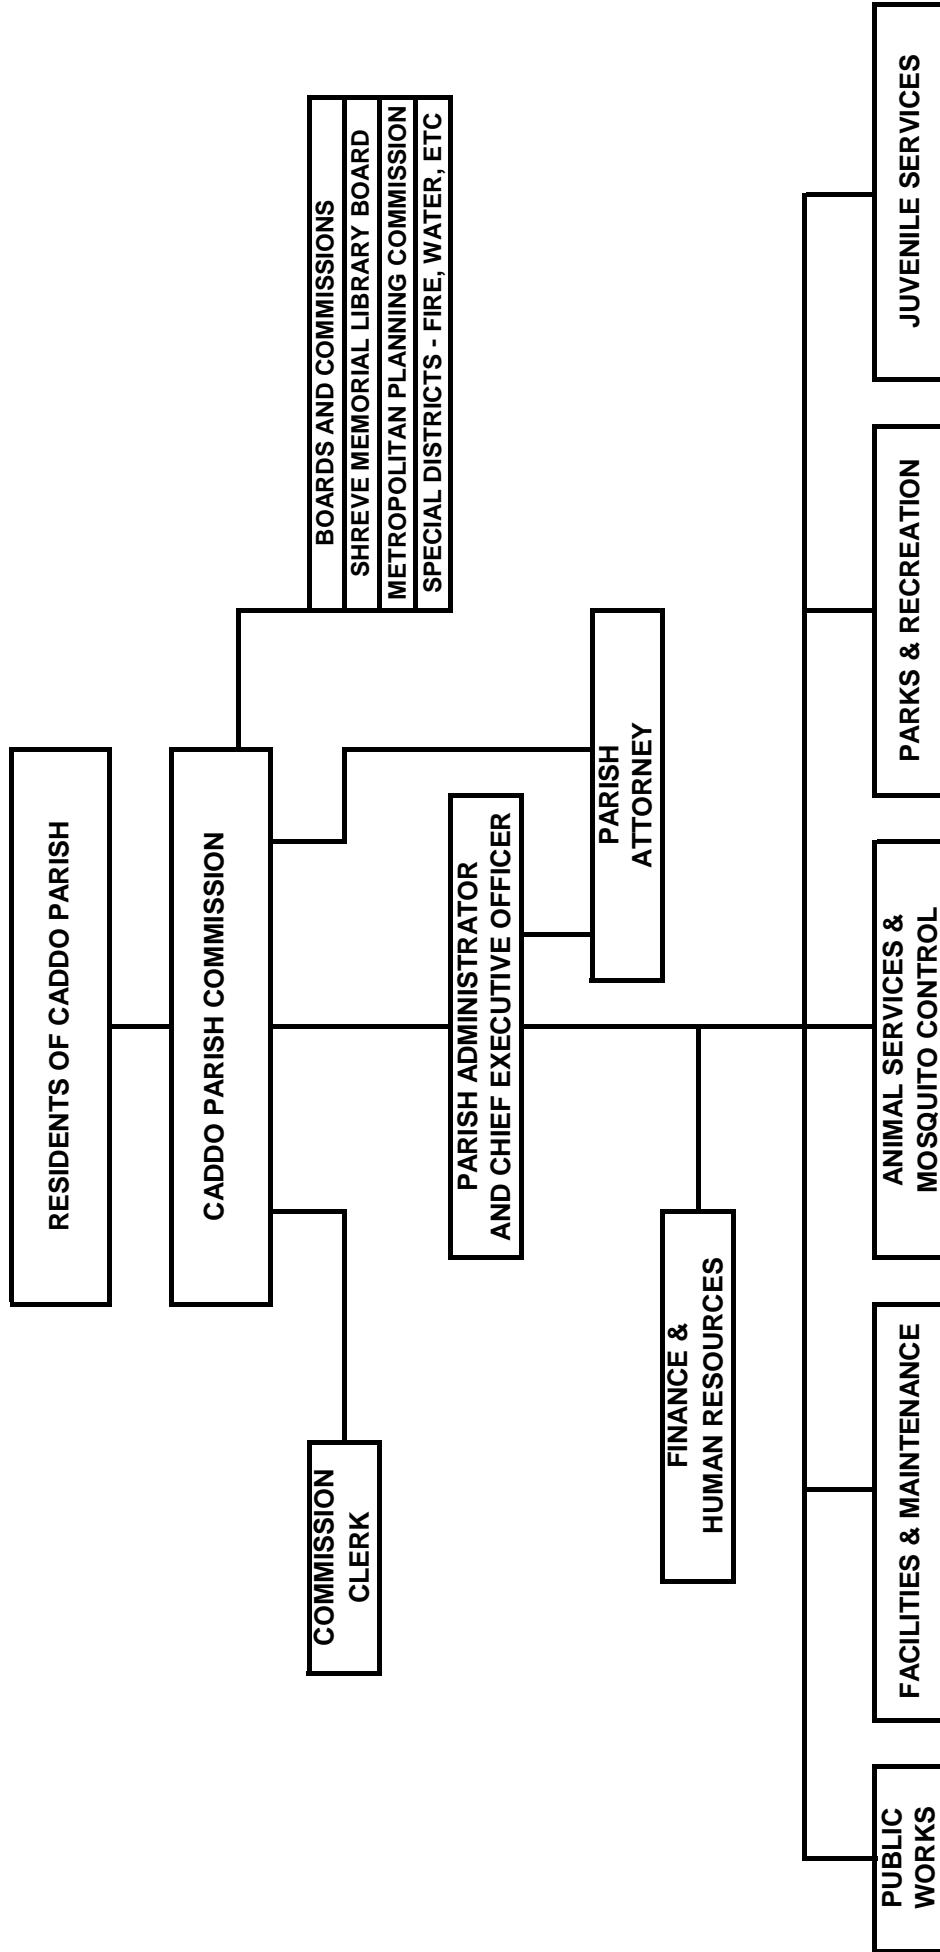 RESIDENTS OF CADDO PARISH
CADDO PARISH COMMISSION
COMMISSION
CLERK
BOARDS AND COMMISSIONS
SHREVE MEMORIAL LIBRARY BOARD
METROPOLITAN PLANNING COMMISSION
SPECIAL DISTRICTS - FIRE, WATER, ETC
PARISH ADMINISTRATOR
AND CHIEF EXECUTIVE OFFICER
PARISH
ATTORNEY
FINANCE &
HUMAN RESOURCES
PUBLIC
WORKS
FACILITIES & MAINTENANCE
ANIMAL SERVICES &
MOSQUITO CONTROL
PARKS & RECREATION
JUVENILE SERVICES